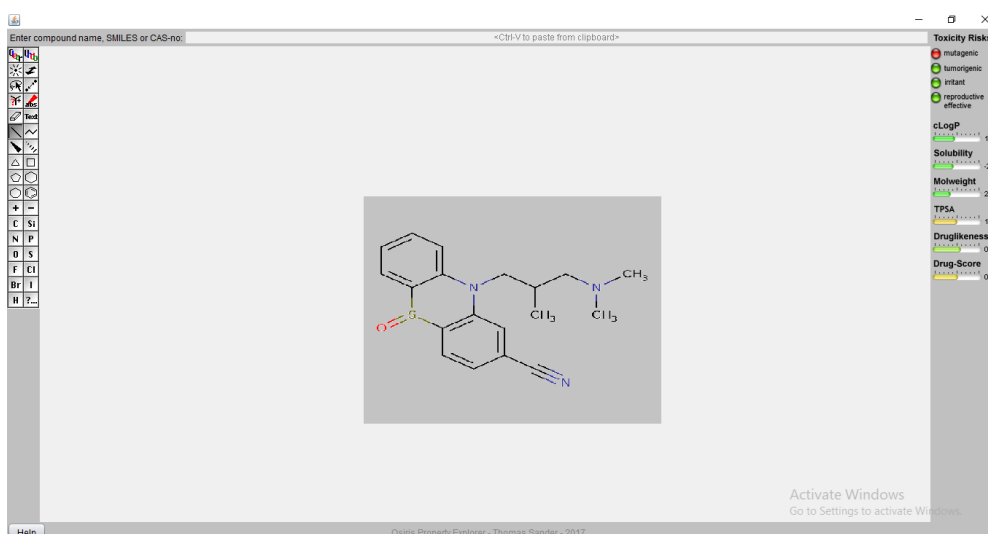 Enter compound name, SMILES or CAS-no:
<Ctrl-V to paste from clipboard>
Toxicity Risks
mutagenic
tumorigenic
irritant
reproductive
effective
cLogP
Solubility
Molweight
TPSA
Druglikeness
Drug-Score
abc
Text
+ -
C Si
N P
O S
F Cl
Br I
H ?...
N
N
CH3
CH3
CH3
O
S
N
Activate Windows
Go to Settings to activate Windows.
Help
Osiris Property Explorer - Thomas Sander - 2017